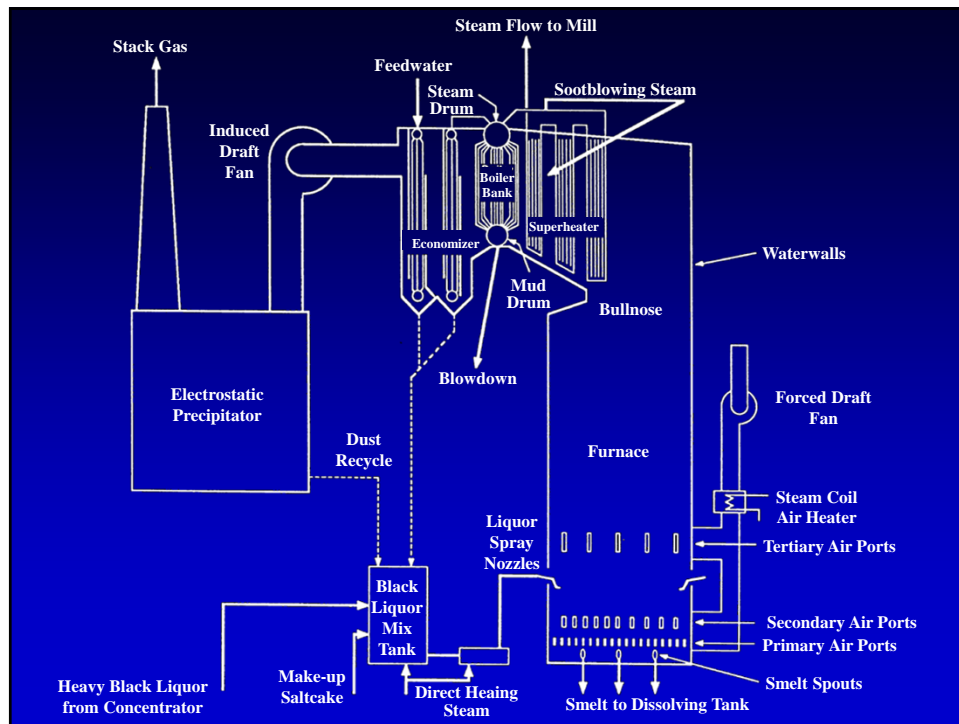 Steam Flow to Mill
Stack Gas
Feedwater
Steam
Drum
Sootblowing Steam
Induced
Draft
Fan
Boiler
Bank
Superheater
Economizer
Waterwalls
Mud
Drum
Bullnose
Blowdown
Electrostatic
Precipitator
Forced Draft
Fan
Dust
Recycle
Furnace
Steam Coil
Air Heater
Liquor
Spray
Nozzles
Tertiary Air Ports
Black
Liquor
Mix
Tank
Secondary Air Ports
Primary Air Ports
Heavy Black Liquor
from Concentrator
Make-up
Saltcake
Direct Heaing
Steam
Smelt Spouts
Smelt to Dissolving Tank